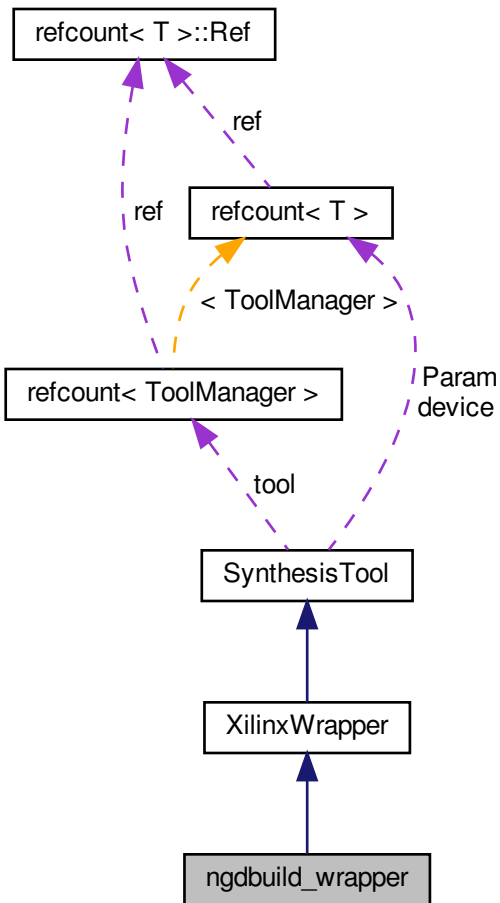 refcount< T >::Ref
ref
ref
refcount< T >
< ToolManager >
refcount< ToolManager >
Param
device
tool
SynthesisTool
XilinxWrapper
ngdbuild_wrapper